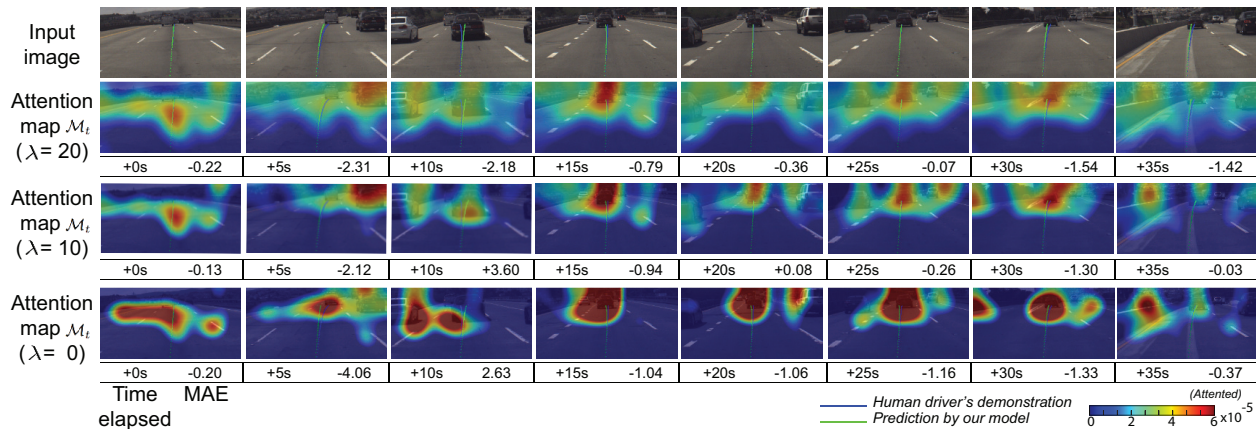 Input
image
Attention
map ℳt
(λ= 20)
+0s -0.22 +5s -2.31 +10s -2.18 +15s -0.79 +20s -0.36 +25s -0.07 +30s -1.54 +35s -1.42
Attention
map ℳt
(λ= 10)
+0s -0.13 +5s -2.12 +10s +3.60 +15s -0.94 +20s +0.08 +25s -0.26 +30s -1.30 +35s -0.03
Attention
map ℳt
(λ= 0)
+0s -0.20 +5s -4.06 +10s 2.63 +15s -1.04 +20s -1.06 +25s -1.16 +30s -1.33 +35s -0.37
Time elapsed
MAE
Human driver's demonstration
Prediction by our model
(Attented)
0 2 4 6 x10⁻⁵